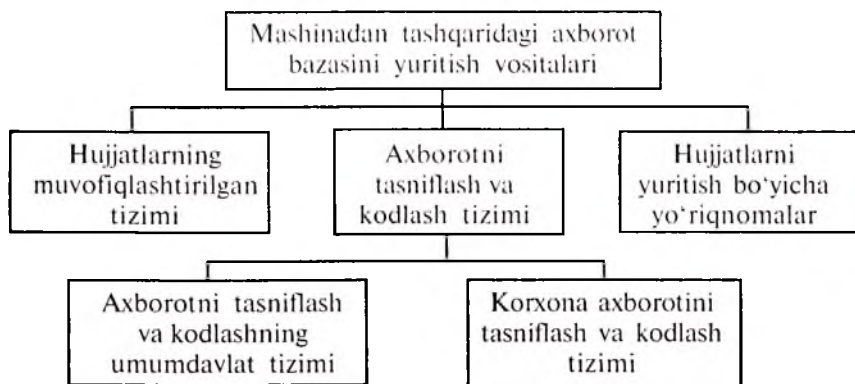 Mashinadan tashqaridagi axborot
bazasini yuritish vositalari
Hujjatlarning
muvofiqlashtirilgan
tizimi
Axborotni
tasniflash va
kodlash tizimi
Hujjatlarni
yuritish bo‘yicha
yo‘riqnomalar
Axborotni tasniflash
va kodlashning
umumdavlat tizimi
Korxona axborotini
tasniflash va kodlash
tizimi